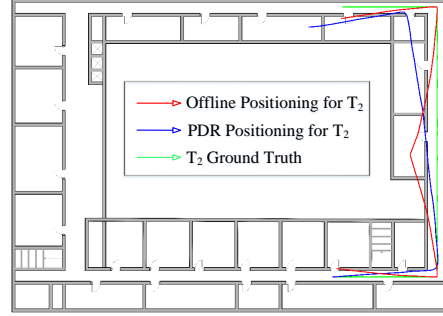 Offline Positioning for T₂
PDR Positioning for T₂
T₂ Ground Truth